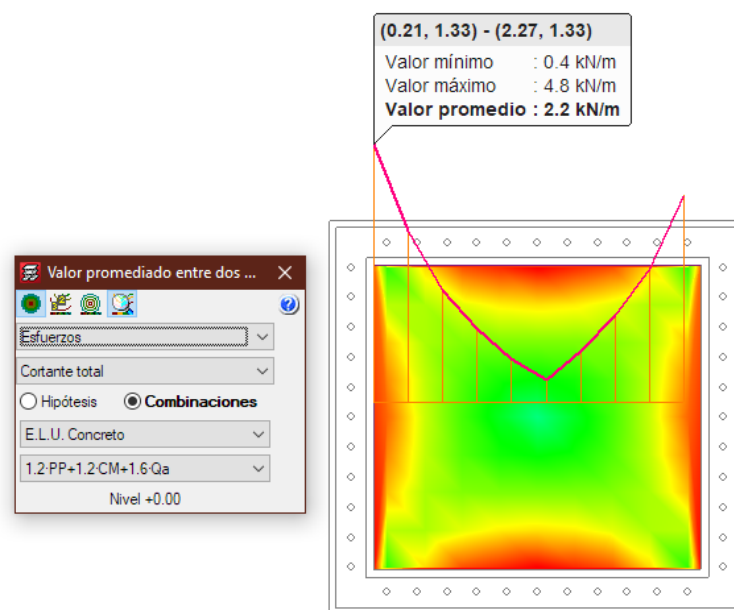 (0.21, 1.33) - (2.27, 1.33)
Valor mínimo : 0.4 kN/m
Valor máximo : 4.8 kN/m
Valor promedio : 2.2 kN/m
Valor promediado entre dos ...
Esfuerzos
Cortante total
Hipótesis Combinaciones
E.L.U. Concreto
1.2·PP+1.2·CM+1.6·Qa
Nivel +0.00